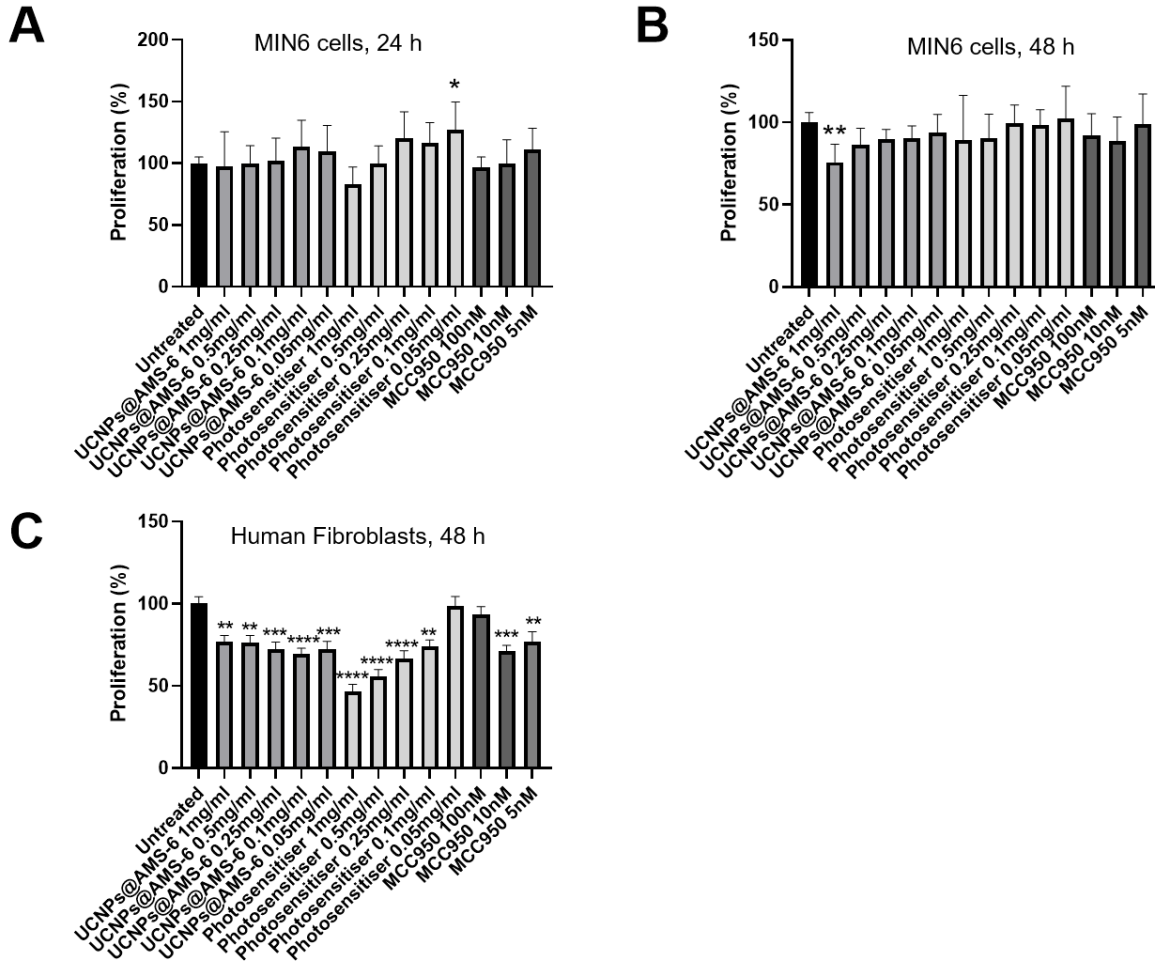 A
MIN6 cells, 24 h
Proliferation (%)
200
150
100
50
0
*
Untreated
UCNPs@AMS-6 1mg/ml
UCNPs@AMS-6 0.5mg/ml
UCNPs@AMS-6 0.25mg/ml
UCNPs@AMS-6 0.1mg/ml
UCNPs@AMS-6 0.05mg/ml
Photosensitiser 1mg/ml
Photosensitiser 0.5mg/ml
Photosensitiser 0.25mg/ml
Photosensitiser 0.1mg/ml
Photosensitiser 0.05mg/ml
MCC950 100nM
MCC950 10nM
MCC950 5nM
B
MIN6 cells, 48 h
Proliferation (%)
150
100
50
0
**
Untreated
UCNPs@AMS-6 1mg/ml
UCNPs@AMS-6 0.5mg/ml
UCNPs@AMS-6 0.25mg/ml
UCNPs@AMS-6 0.1mg/ml
UCNPs@AMS-6 0.05mg/ml
Photosensitiser 1mg/ml
Photosensitiser 0.5mg/ml
Photosensitiser 0.25mg/ml
Photosensitiser 0.1mg/ml
Photosensitiser 0.05mg/ml
MCC950 100nM
MCC950 10nM
MCC950 5nM
C
Human Fibroblasts, 48 h
Proliferation (%)
150
100
50
0
** ** *** **** *** **** **** **** ** *** **
Untreated
UCNPs@AMS-6 1mg/ml
UCNPs@AMS-6 0.5mg/ml
UCNPs@AMS-6 0.25mg/ml
UCNPs@AMS-6 0.1mg/ml
UCNPs@AMS-6 0.05mg/ml
Photosensitiser 1mg/ml
Photosensitiser 0.5mg/ml
Photosensitiser 0.25mg/ml
Photosensitiser 0.1mg/ml
Photosensitiser 0.05mg/ml
MCC950 100nM
MCC950 10nM
MCC950 5nM